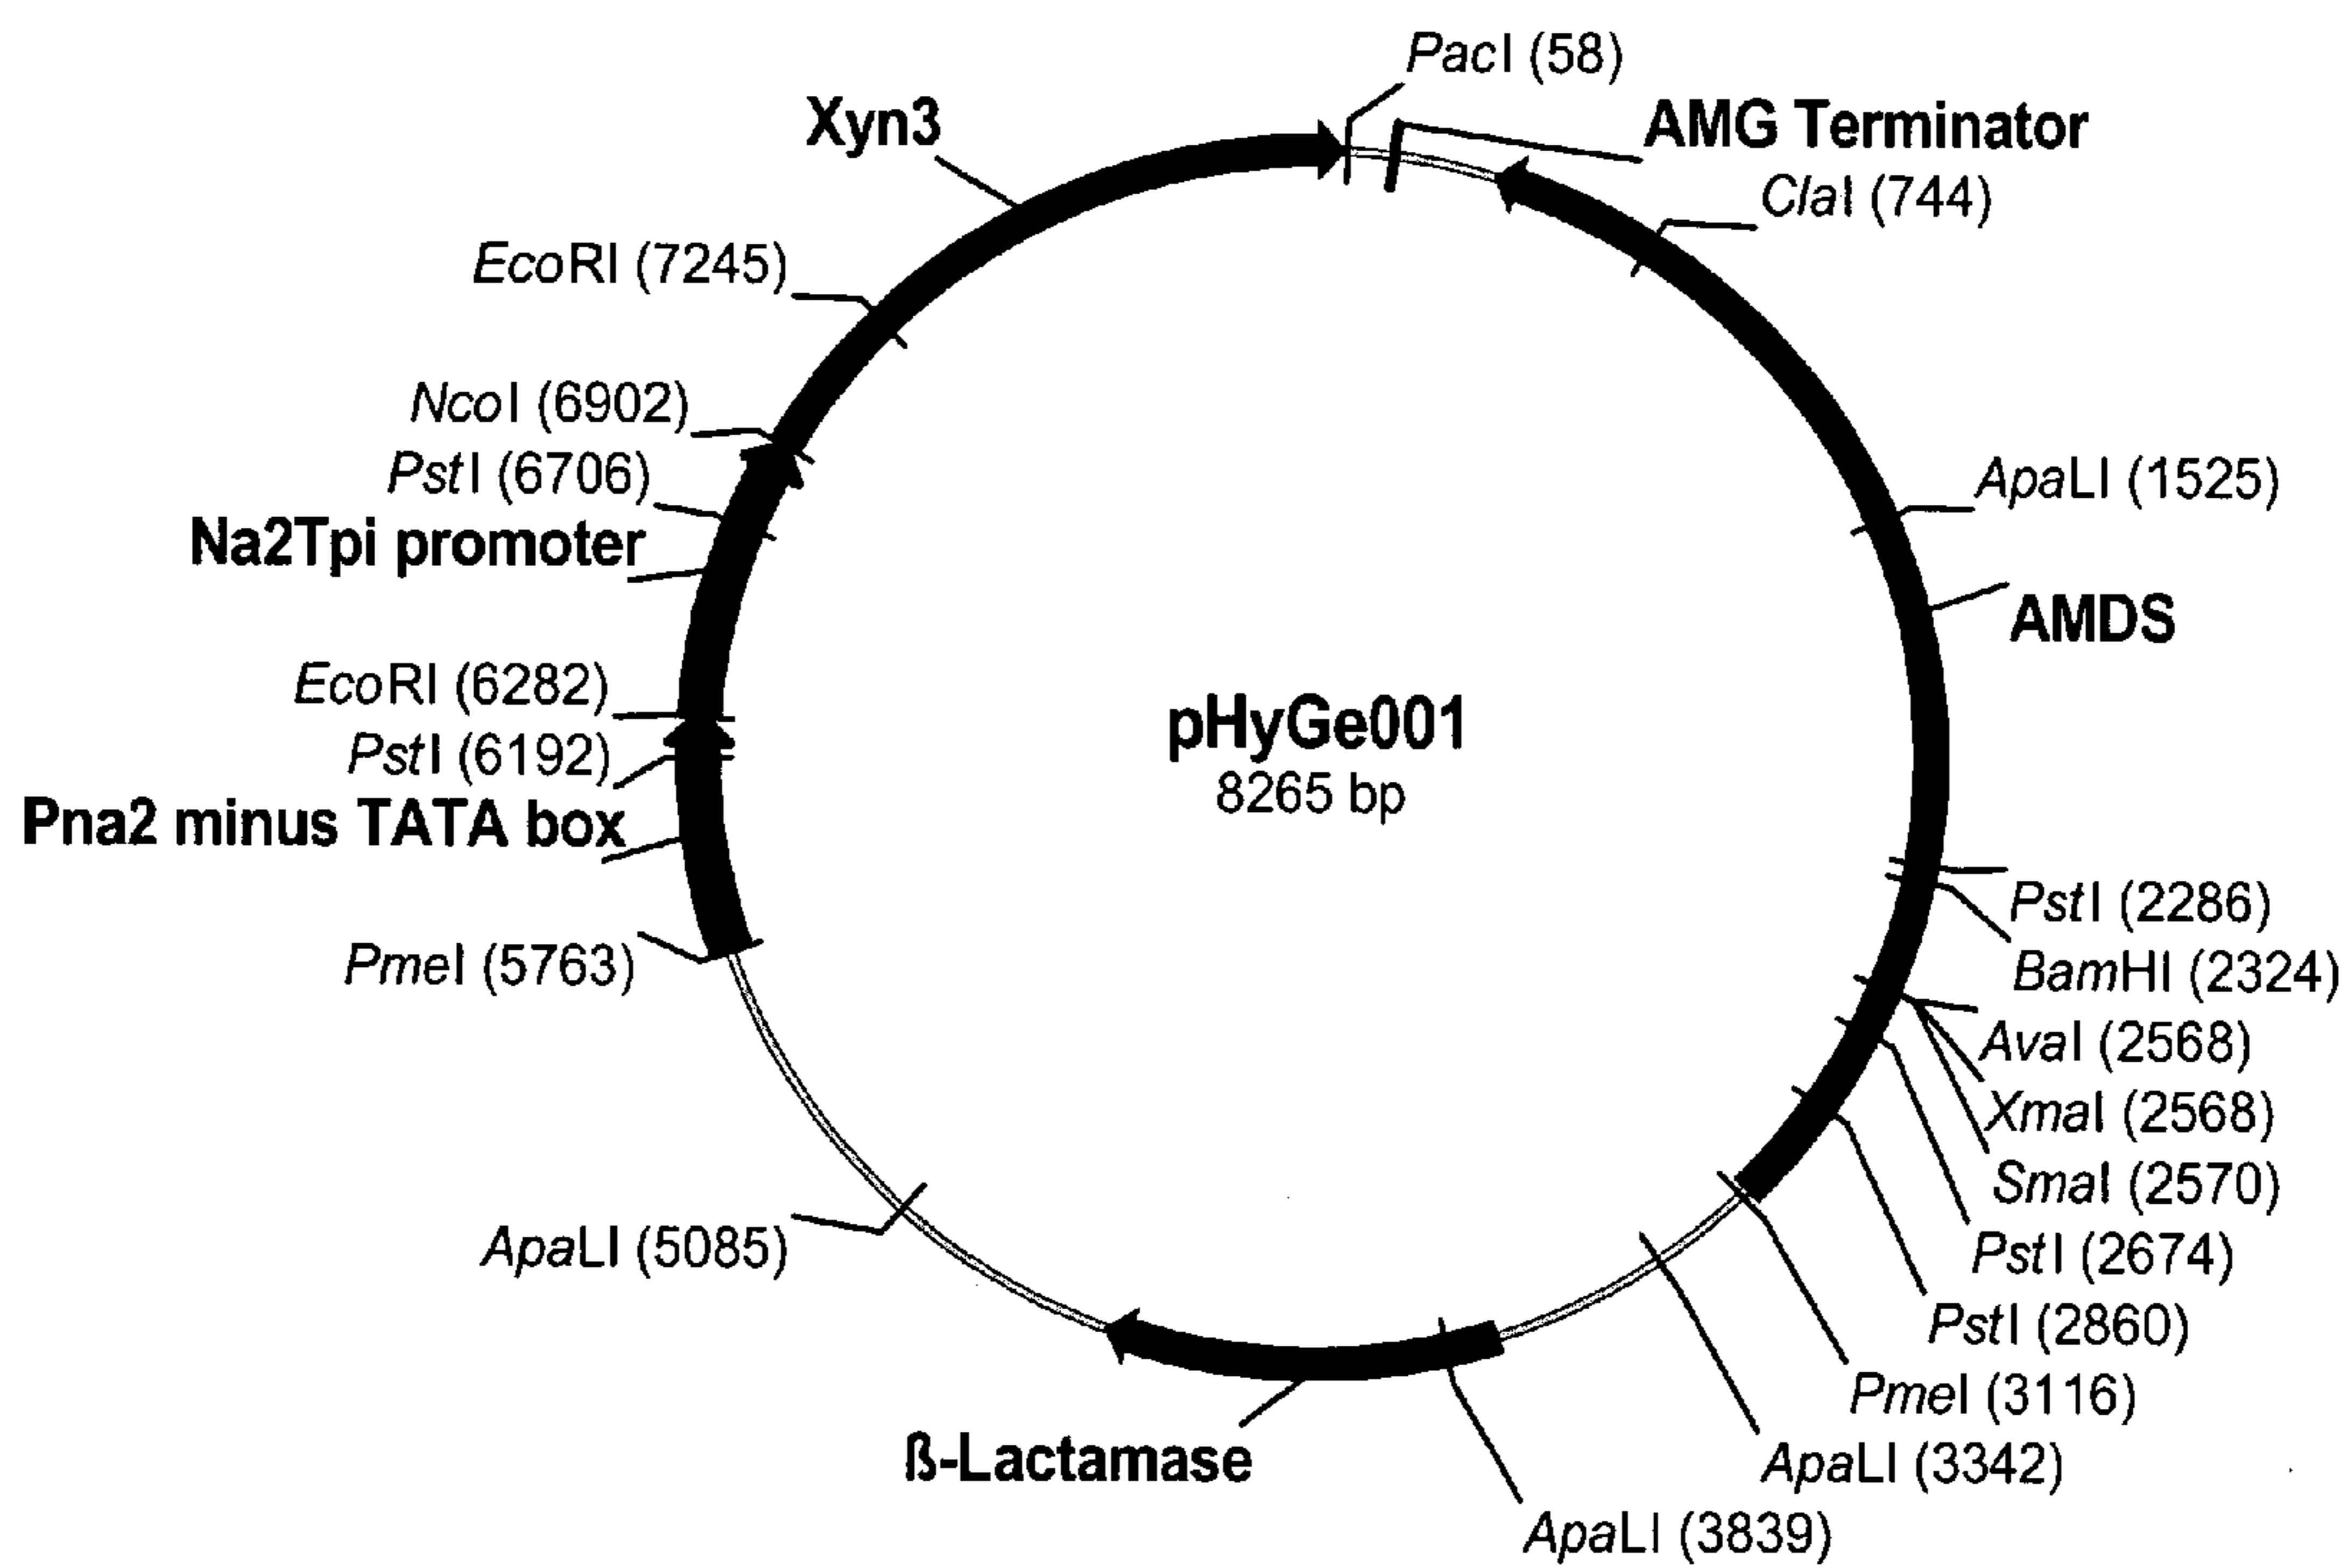 PacI (58)
AMG Terminator
ClaI (744)
Xyn3
EcoRI (7245)
NcoI (6902)
PstI (6706)
Na2Tpi promoter
EcoRI (6282)
PstI (6192)
Pna2 minus TATA box
PmeI (5763)
ApaLI (5085)
ß-Lactamase
pHyGe001
8265 bp
ApaLI (1525)
AMDS
PstI (2286)
BamHI (2324)
AvaI (2568)
XmaI (2568)
SmaI (2570)
PstI (2674)
PstI (2860)
PmeI (3116)
ApaLI (3342)
ApaLI (3839)